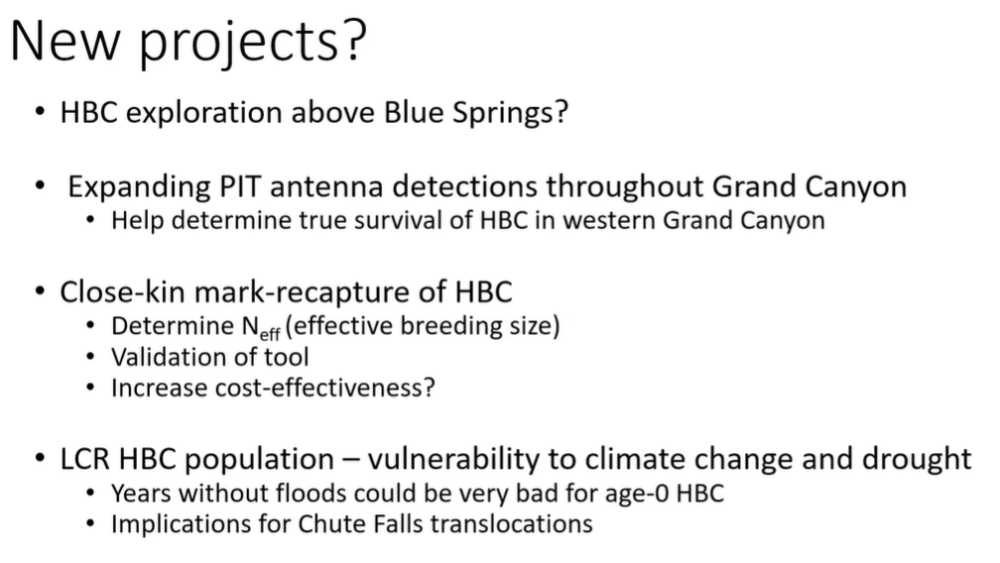 New projects?
• HBC exploration above Blue Springs?
• Expanding PIT antenna detections throughout Grand Canyon
• Help determine true survival of HBC in western Grand Canyon
• Close-kin mark-recapture of HBC
• Determine Neff (effective breeding size)
• Validation of tool
• Increase cost-effectiveness?
• LCR HBC population – vulnerability to climate change and drought
• Years without floods could be very bad for age-0 HBC
• Implications for Chute Falls translocations